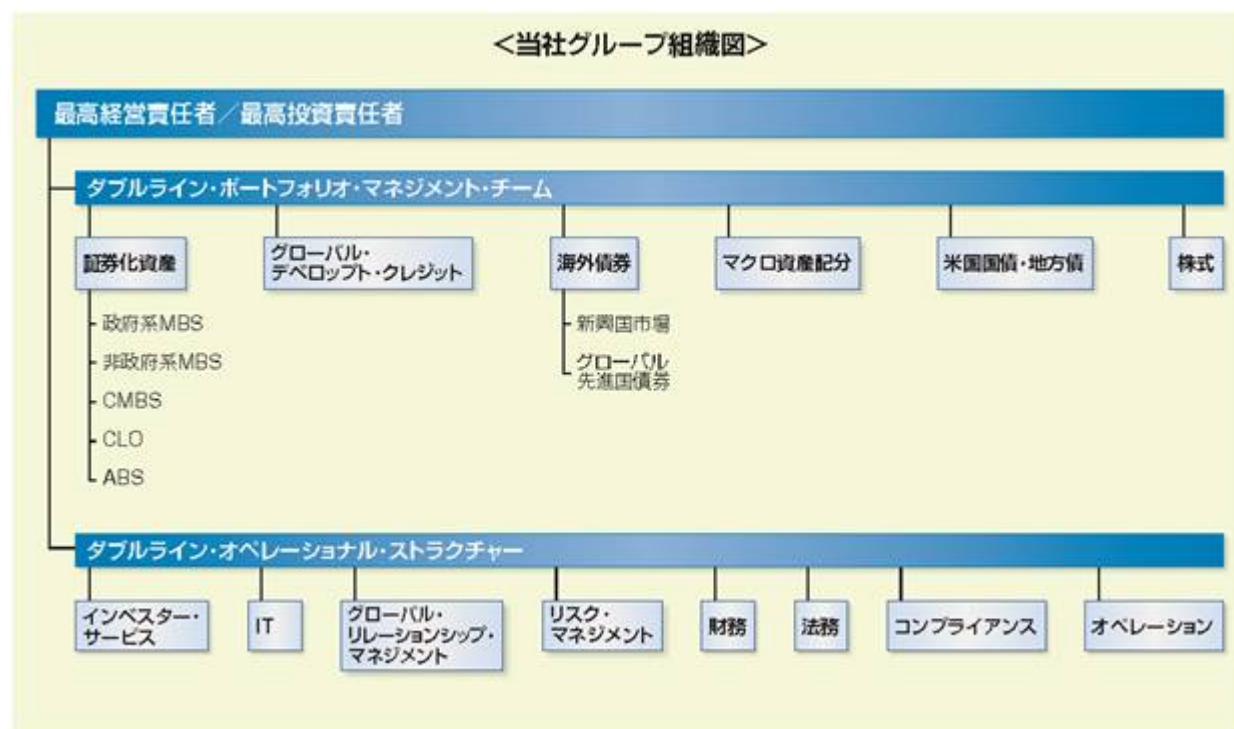 ＜当社グループ組織図＞
最高経営責任者／最高投資責任者
ダブルライン・ポートフォリオ・マネジメント・チーム
証券化資産
グローバル・
デベロップト・クレジット
海外債券
マクロ資産配分
米国国債・地方債
株式
政府系MBS
非政府系MBS
CMBS
CLO
ABS
新興国市場
グローバル
先進国債券
ダブルライン・オペレーショナル・ストラクチャー
インベスター・
サービス
IT
グローバル・
リレーションシップ・
マネジメント
リスク・
マネジメント
財務
法務
コンプライアンス
オペレーション